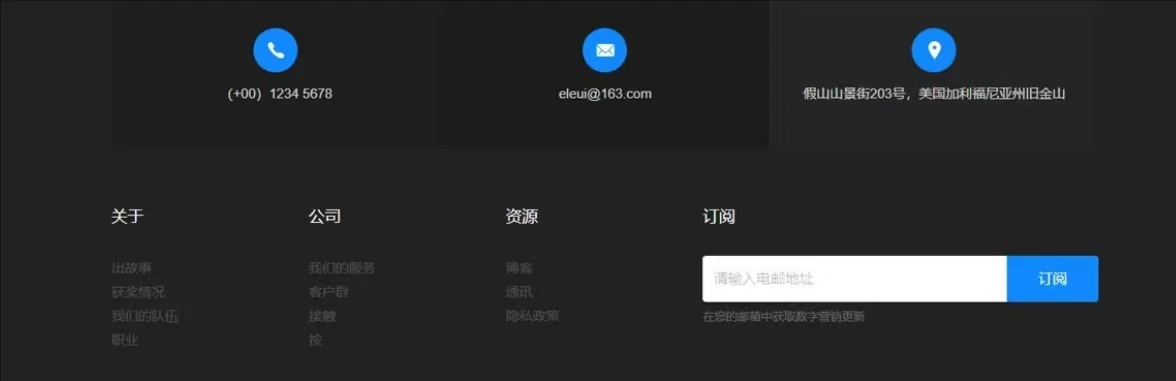 (+00) 1234 5678
eleui@163.com
假山山景街203号，美国加利福尼亚州旧金山
关于
出故事
获奖情况
我们的队伍
职业
公司
我们的服务
客户群
接触
按
资源
博客
通讯
隐私政策
订阅
请输入电邮地址
订阅
在您的邮箱中获取数字营销更新